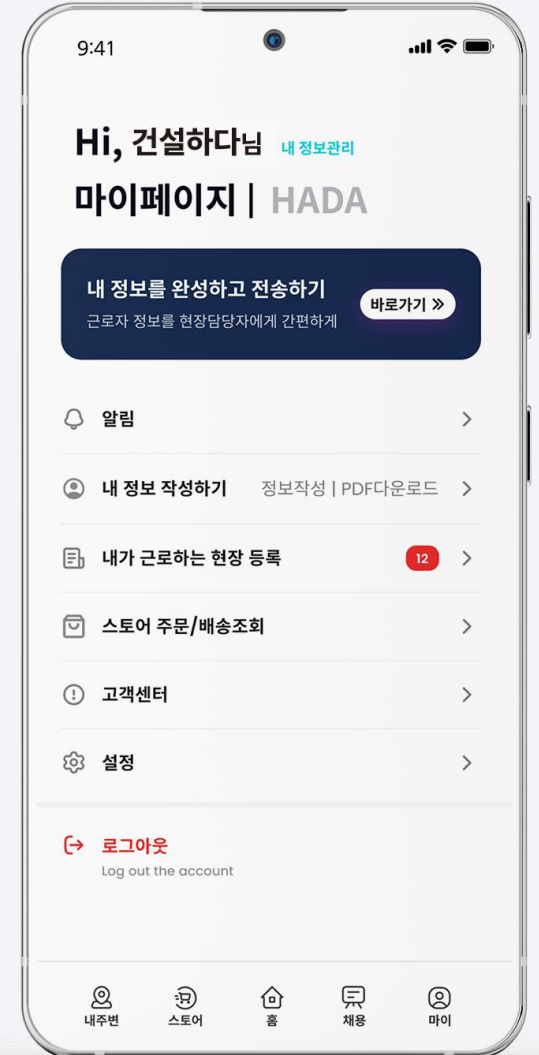 9:41
Hi, 건설하다님 내 정보관리
마이페이지 | HADA
내 정보를 완성하고 전송하기
근로자 정보를 현장담당자에게 간편하게
바로가기 »
알림
내 정보 작성하기 정보작성 | PDF다운로드
내가 근로하는 현장 등록 12
스토어 주문/배송조회
고객센터
설정
로그아웃
Log out the account
내주변 스토어 홈 채용 마이